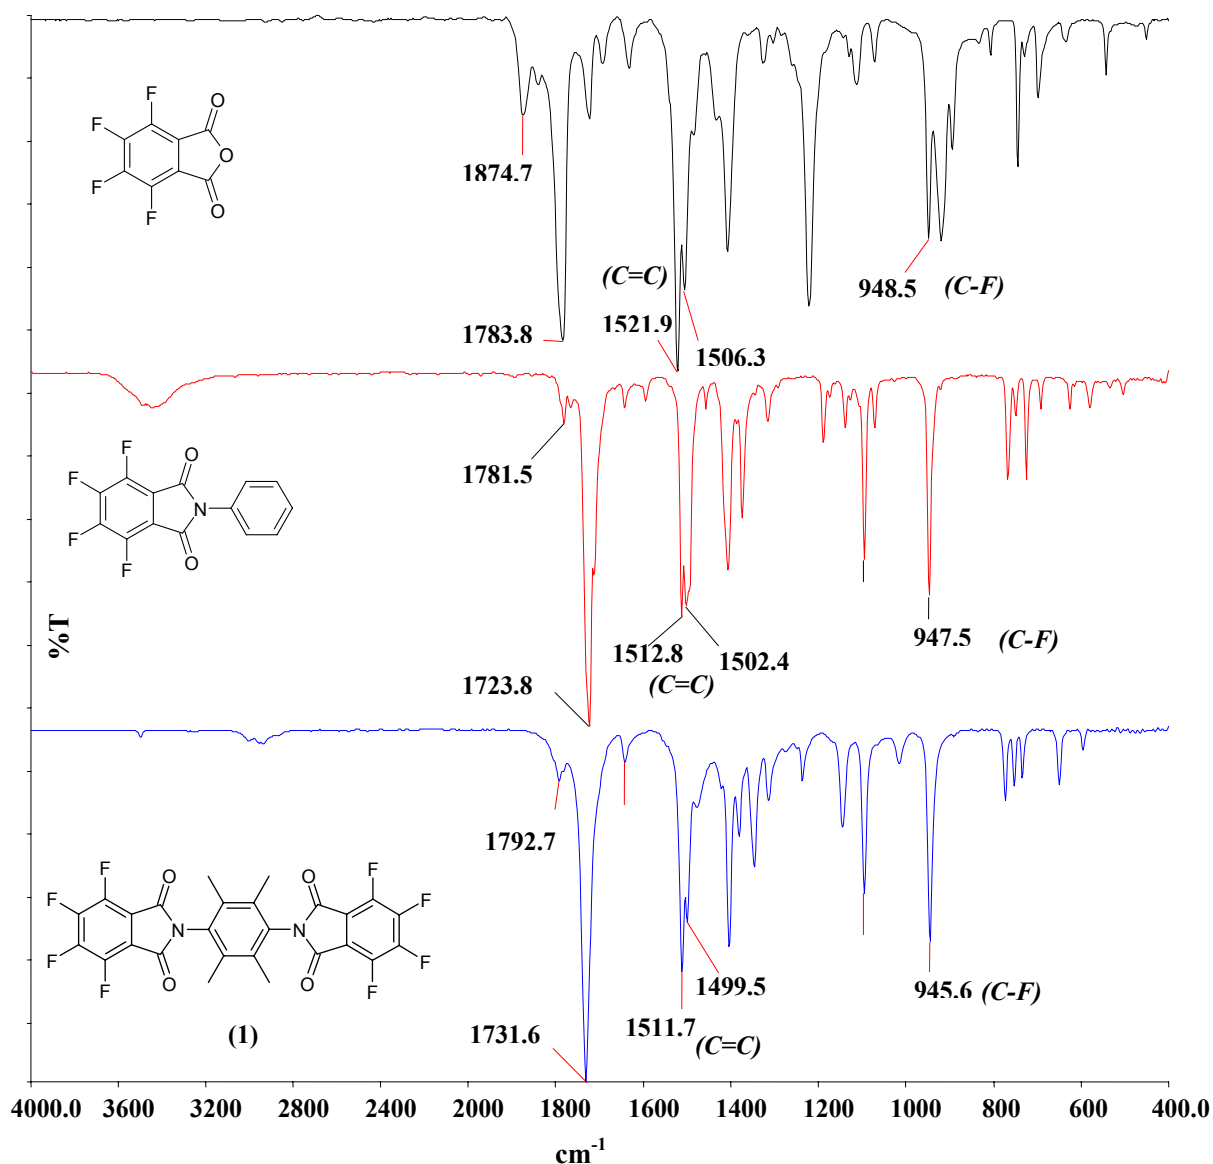 F
F
F
F
O
O
O
1874.7
1783.8
(C=C)
1521.9
1506.3
948.5 (C-F)
F
F
F
F
O
O
N
1781.5
1723.8
1512.8
1502.4
(C=C)
947.5 (C-F)
%T
F
F
F
F
O
O
N
N
O
O
F
F
F
F
(1)
1792.7
1731.6
1511.7
1499.5
(C=C)
945.6 (C-F)
4000.0 3600 3200 2800 2400 2000 1800 1600 1400 1200 1000 800 600 400.0
cm-1